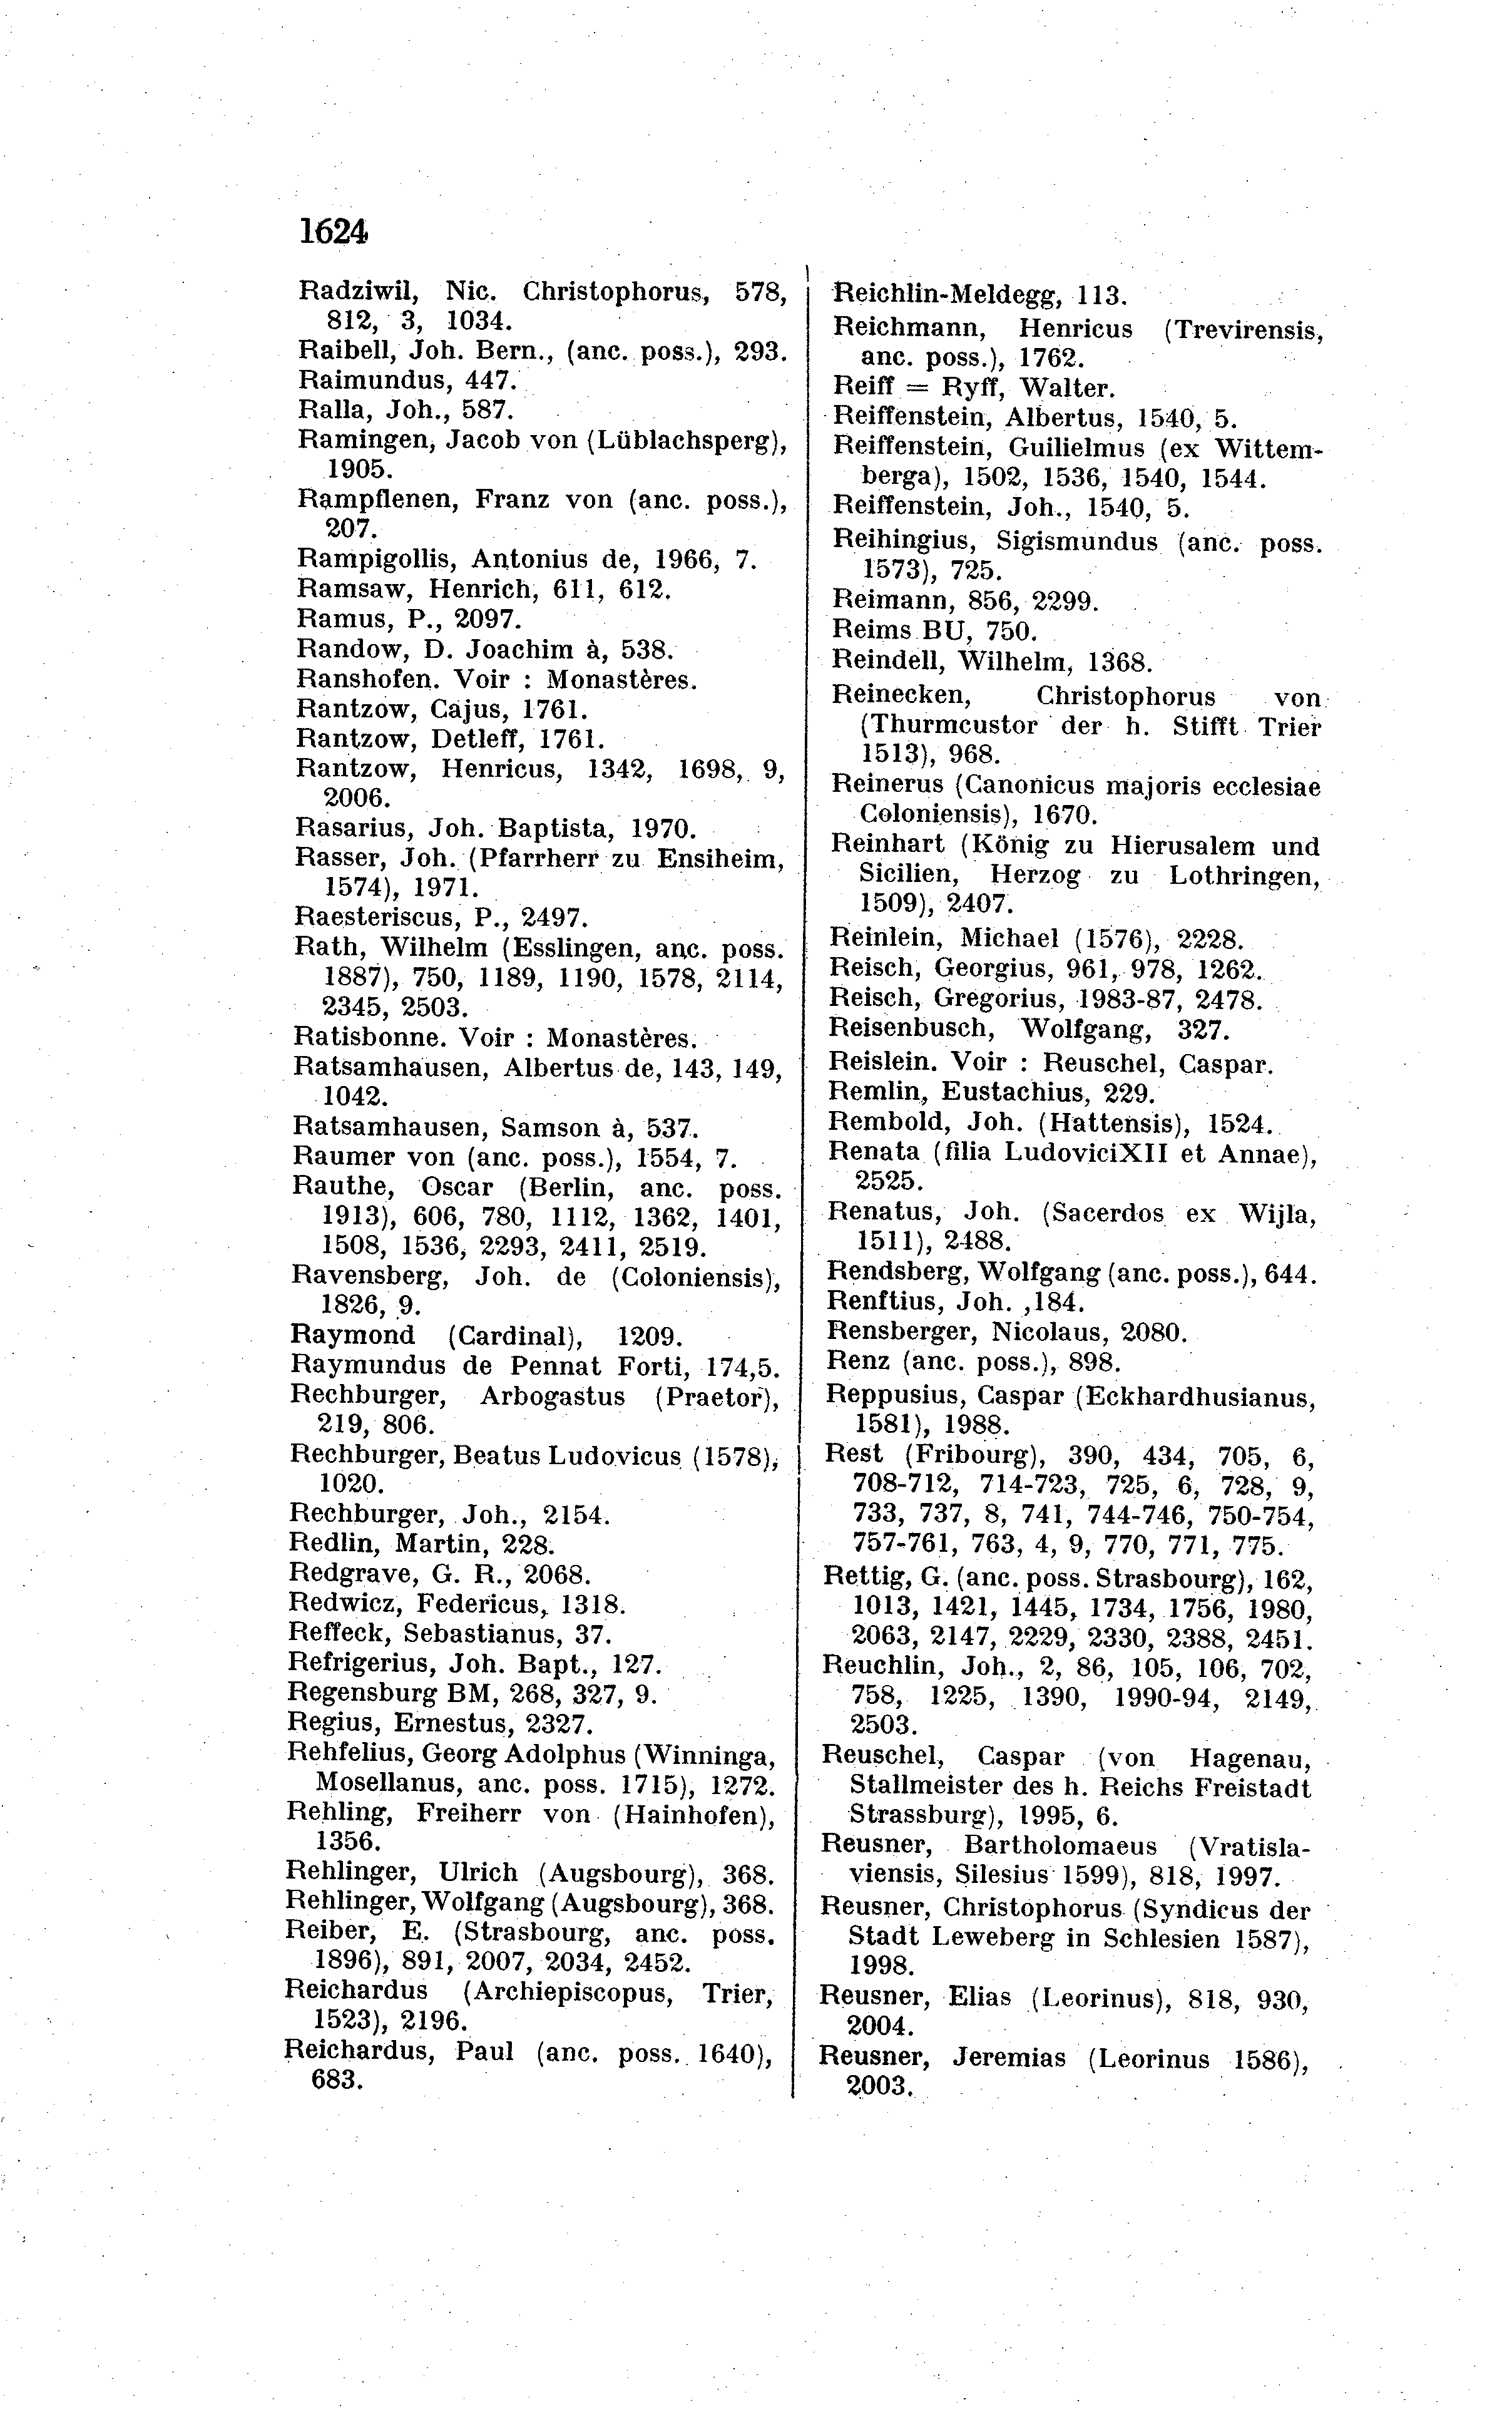 1624
Radziwil, Nic. Christophorus, 578,
812, 3, 1034.
Raibell, Joh. Bern., (anc. poss.), 293.
Raimundus, 447.
Ralla, Joh., 587.
Ramingen, Jacob von (Lüblachsperg),
1905.
Rampflenen, Franz von (anc. poss.),
207.
Rampigollis, Antonius de, 1966, 7.
Ramsaw, Henrich, 611, 612.
Ramus, P., 2097.
Randow, D. Joachim à, 538.
Ranshofen. Voir : Monastères.
Rantzow, Cajus, 1761.
Rantzow, Detleff, 1761.
Rantzow, Henricus, 1342, 1698, 9,
2006.
Rasarius, Joh. Baptista, 1970.
Rasser, Joh. (Pfarrherr zu Ensiheim,
1574), 1971.
Raesteriscus, P., 2497.
Rath, Wilhelm (Esslingen, anc. poss.
1887), 750, 1189, 1190, 1578, 2114,
2345, 2503.
Ratisbonne. Voir : Monastères.
Ratsamhausen, Albertus de, 143, 149,
1042.
Ratsamhausen, Samson à, 537.
Raumer von (anc. poss.), 1554, 7.
Rauthe, Oscar (Berlin, anc. poss.
1913), 606, 780, 1112, 1362, 1401,
1508, 1536, 2293, 2411, 2519.
Ravensberg, Joh. de (Coloniensis),
1826, 9.
Raymond (Cardinal), 1209.
Raymundus de Pennat Forti, 174,5.
Rechburger, Arbogastus (Praetor),
219, 806.
Rechburger, Beatus Ludovicus (1578),
1020.
Rechburger, Joh., 2154.
Redlin, Martin, 228.
Redgrave, G. R., 2068.
Redwicz, Federicus, 1318.
Reffeck, Sebastianus, 37.
Refrigerius, Joh. Bapt., 127.
Regensburg BM, 268, 327, 9.
Regius, Ernestus, 2327.
Rehfelius, Georg Adolphus (Winninga,
Mosellanus, anc. poss. 1715), 1272.
Rehling, Freiherr von (Hainhofen),
1356.
Rehlinger, Ulrich (Augsbourg), 368.
Rehlinger, Wolfgang (Augsbourg), 368.
Reiber, E. (Strasbourg, anc. poss.
1896), 891, 2007, 2034, 2452.
Reichardus (Archiepiscopus, Trier,
1523), 2196.
Reichardus, Paul (anc. poss. 1640),
683.
Reichlin-Meldegg, 113.
Reichmann, Henricus (Trevirensis,
anc. poss.), 1762.
Reiff = Ryff, Walter.
Reiffenstein, Albertus, 1540, 5.
Reiffenstein, Guilielmus (ex Wittem-
berga), 1502, 1536, 1540, 1544.
Reiffenstein, Joh., 1540, 5.
Reihingius, Sigismundus (anc. poss.
1573), 725.
Reimann, 856, 2299.
Reims BU, 750.
Reindell, Wilhelm, 1368.
Reinecken, Christophorus von
(Thurmcustor der h. Stifft Trier
1513), 968.
Reinerus (Canonicus majoris ecclesiae
Coloniensis), 1670.
Reinhart (König zu Hierusalem und
Sicilien, Herzog zu Lothringen,
1509), 2407.
Reinlein, Michael (1576), 2228.
Reisch, Georgius, 961, 978, 1262.
Reisch, Gregorius, 1983-87, 2478.
Reisenbusch, Wolfgang, 327.
Reislein. Voir : Reuschel, Caspar.
Remlin, Eustachius, 229.
Rembold, Joh. (Hattensis), 1524.
Renata (filia LudoviciXII et Annae),
2525.
Renatus, Joh. (Sacerdos ex Wijla,
1511), 2488.
Rendsberg, Wolfgang (anc. poss.), 644.
Renftius, Joh. ,184.
Rensberger, Nicolaus, 2080.
Renz (anc. poss.), 898.
Reppusius, Caspar (Eckhardhusianus,
1581), 1988.
Rest (Fribourg), 390, 434, 705, 6,
708-712, 714-723, 725, 6, 728, 9,
733, 737, 8, 741, 744-746, 750-754,
757-761, 763, 4, 9, 770, 771, 775.
Rettig, G. (anc. poss. Strasbourg), 162,
1013, 1421, 1445, 1734, 1756, 1980,
2063, 2147, 2229, 2330, 2388, 2451.
Reuchlin, Joh., 2, 86, 105, 106, 702,
758, 1225, 1390, 1990-94, 2149,
2503.
Reuschel, Caspar (von Hagenau,
Stallmeister des h. Reichs Freistadt
Strassburg), 1995, 6.
Reusner, Bartholomaeus (Vratisla-
viensis, Silesius 1599), 818, 1997.
Reusner, Christophorus (Syndicus der
Stadt Leweberg in Schlesien 1587),
1998.
Reusner, Elias (Leorinus), 818, 930,
2004.
Reusner, Jeremias (Leorinus 1586),
2003.